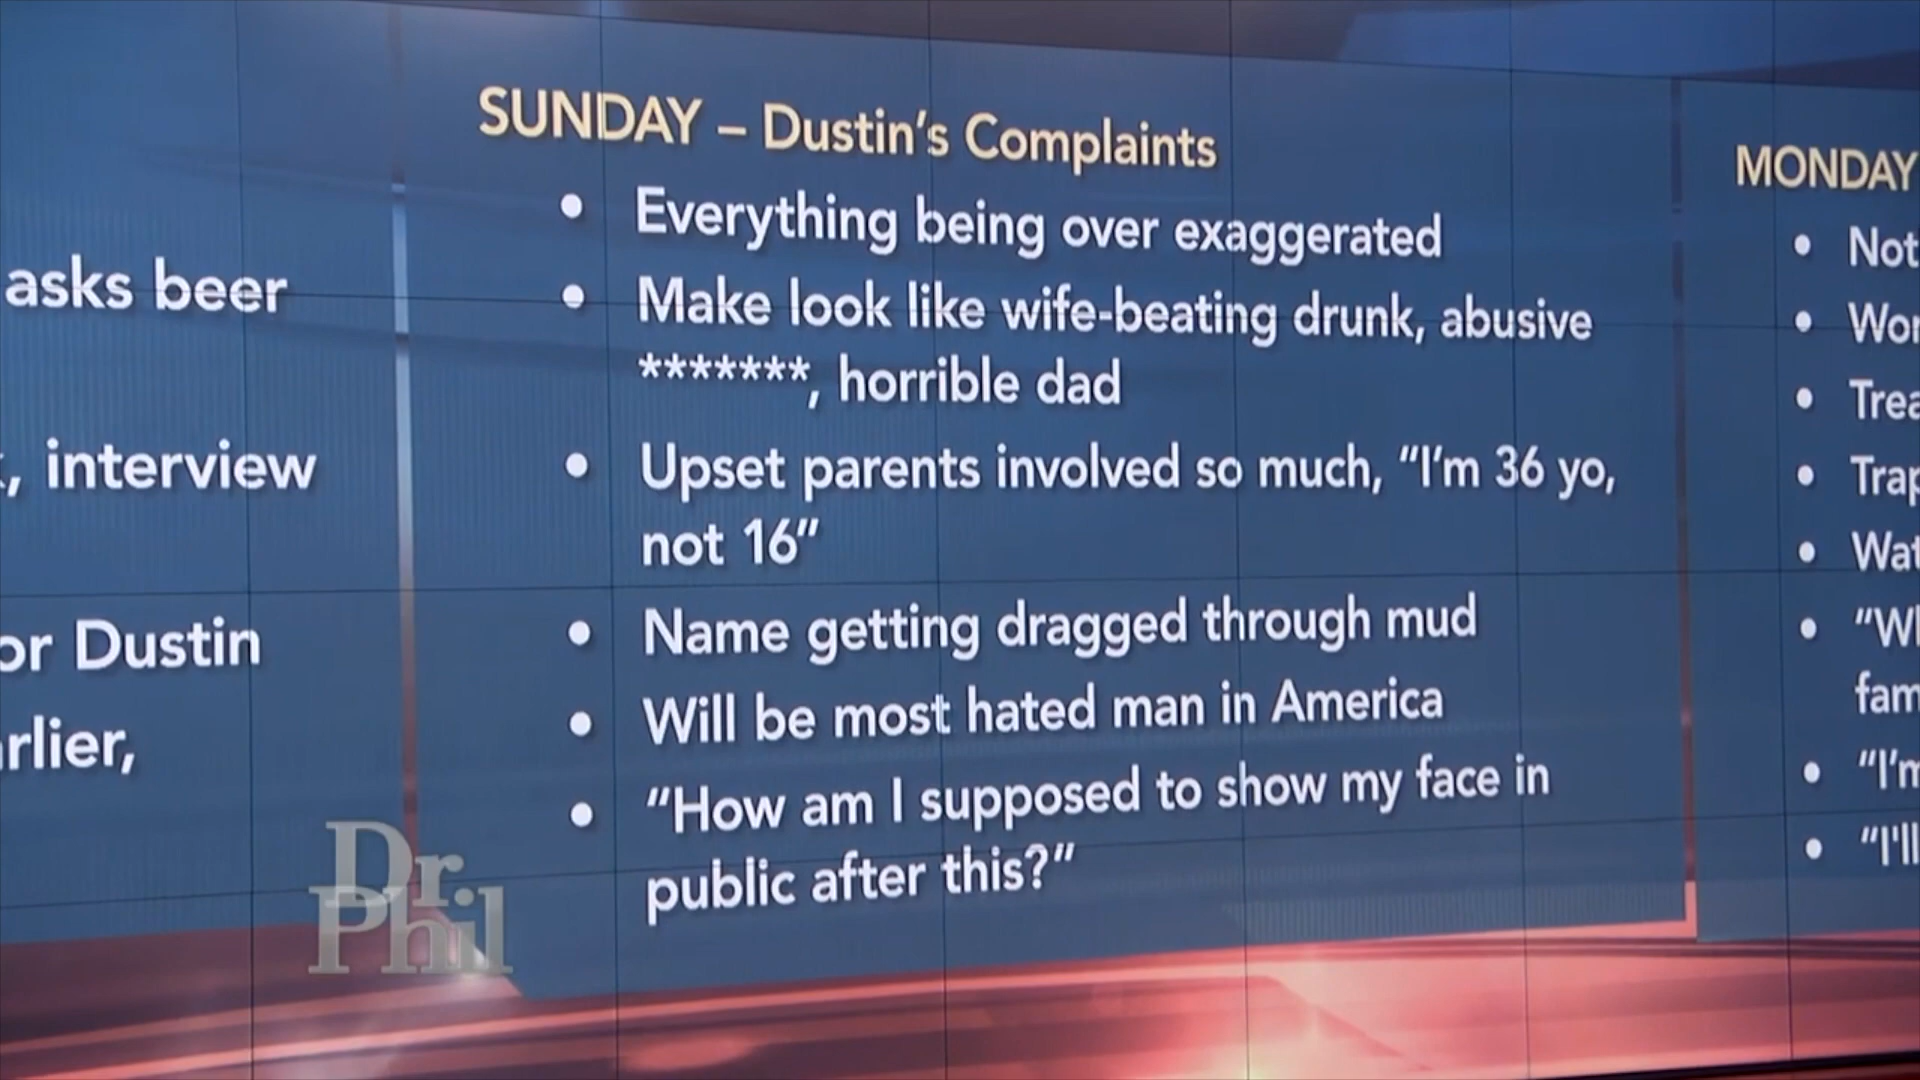 asks beer
, interview
or Dustin
rlier,
SUNDAY – Dustin's Complaints
• Everything being over exaggerated
• Make look like wife-beating drunk, abusive
*******, horrible dad
• Upset parents involved so much, “I'm 36 yo,
not 16”
• Name getting dragged through mud
• Will be most hated man in America
• “How am I supposed to show my face in
public after this?”
MONDAY
• Not
• Wor
• Trea
• Trap
• Wat
• “Wh
fam
• “I'm
• “I'll
Dr.
Phil